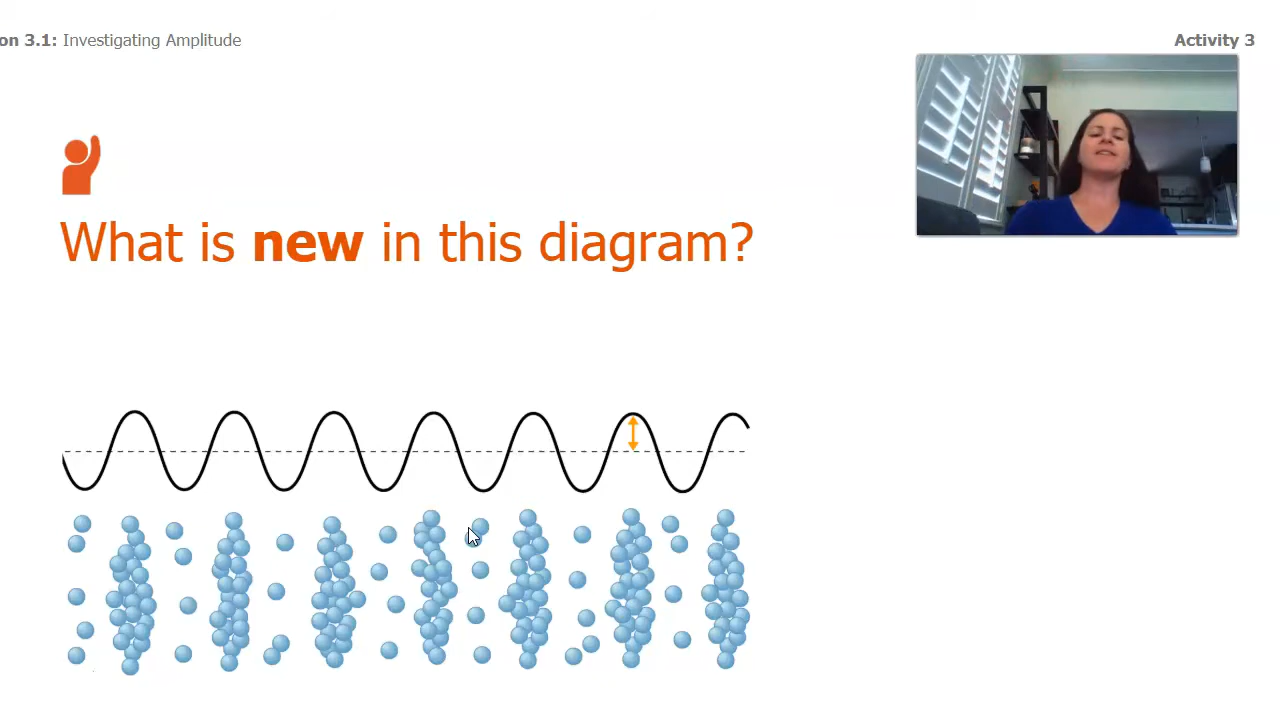 on 3.1: Investigating Amplitude
Activity 3
What is new in this diagram?